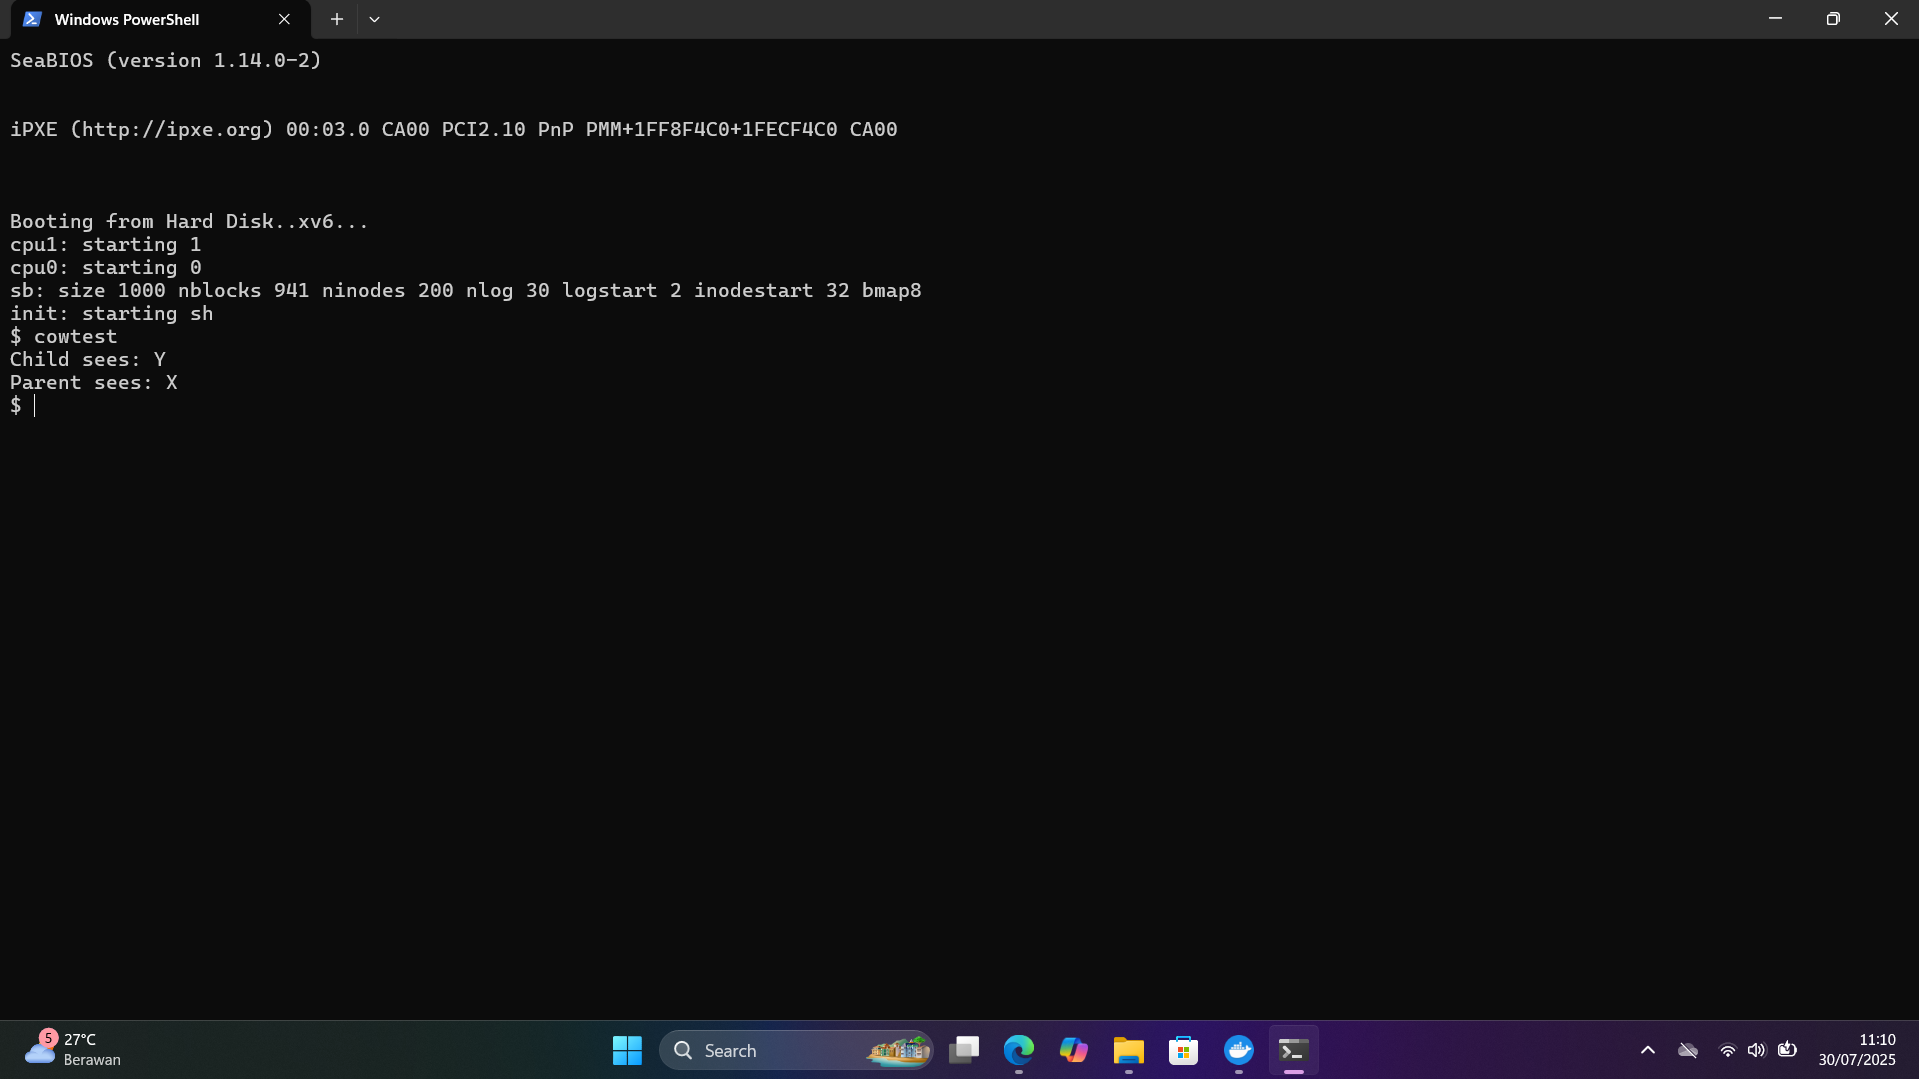 Windows PowerShell
SeaBIOS (version 1.14.0-2)
iPXE (http://ipxe.org) 00:03.0 CA00 PCI2.10 PnP PMM+1FF8F4C0+1FECF4C0 CA00
Booting from Hard Disk..xv6...
cpu1: starting 1
cpu0: starting 0
sb: size 1000 nblocks 941 ninodes 200 nlog 30 logstart 2 inodestart 32 bmap8
init: starting sh
$ cowtest
Child sees: Y
Parent sees: X
$
5
27°C
Berawan
Search
11:10
30/07/2025